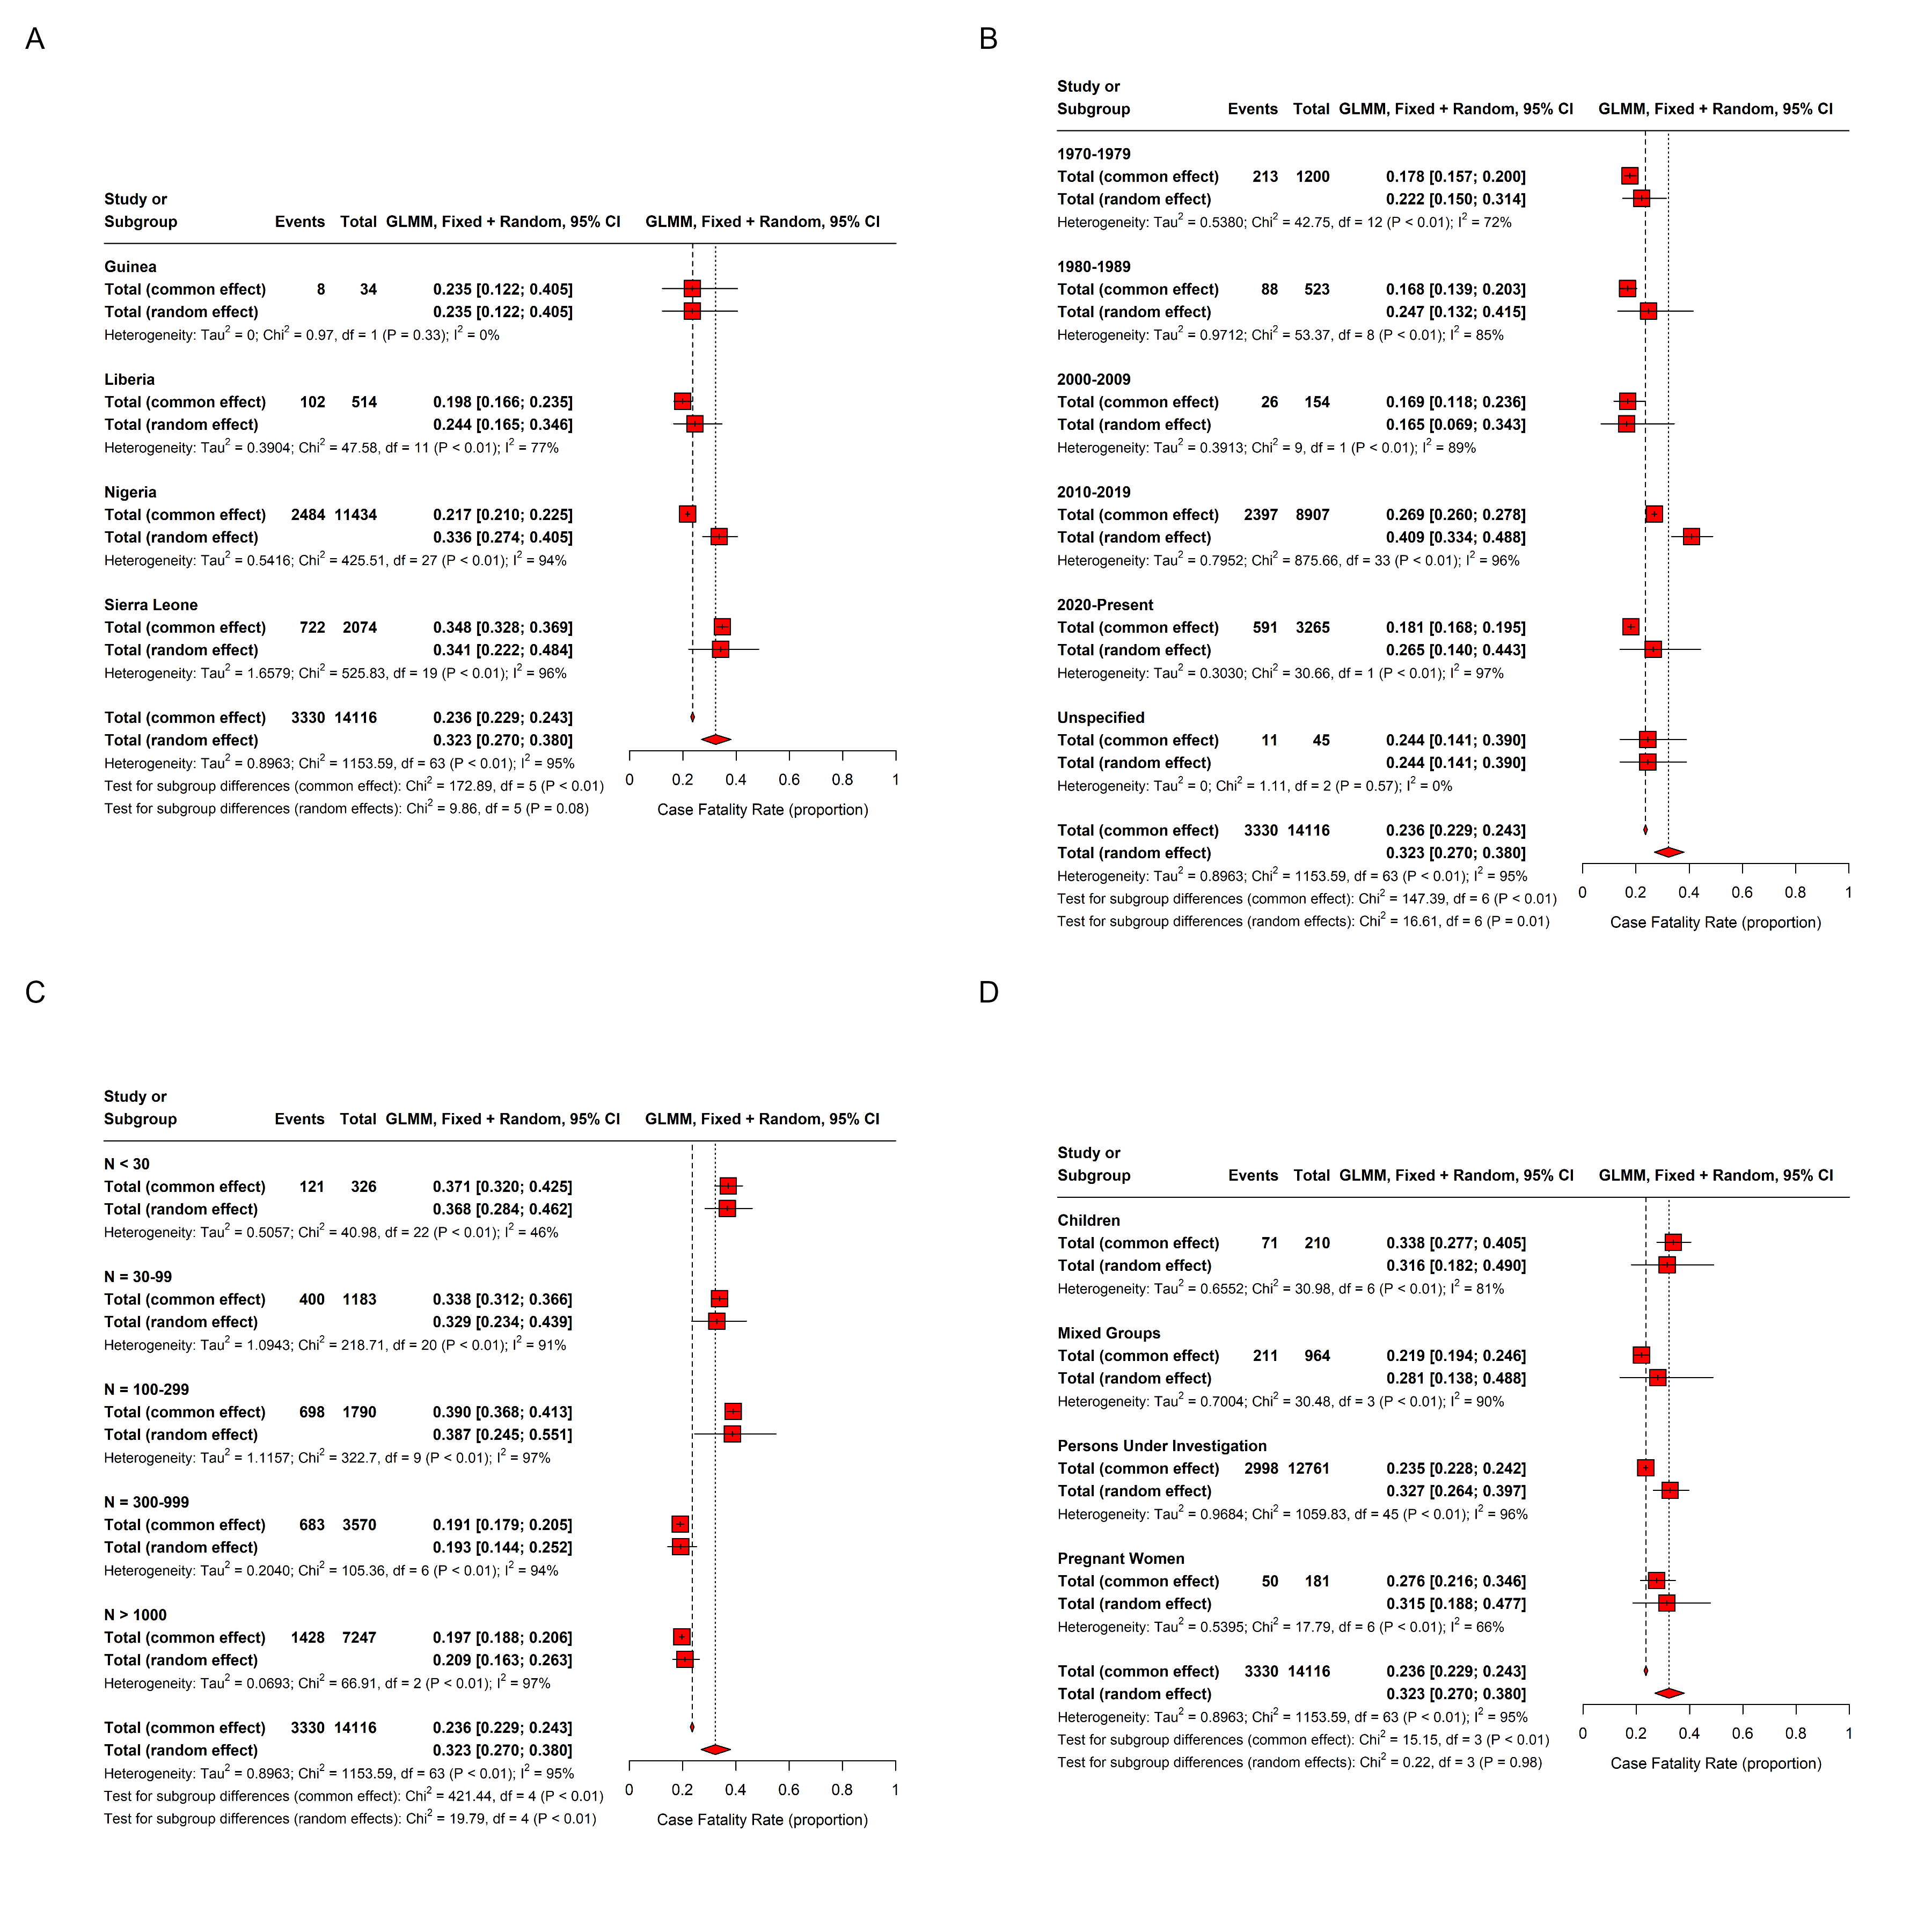 A
Study or
Subgroup Events Total GLMM, Fixed + Random, 95% CI GLMM, Fixed + Random, 95% CI
Guinea
Total (common effect) 8 34 0.235 [0.122; 0.405]
Total (random effect) 0.235 [0.122; 0.405]
Heterogeneity: Tau² = 0; Chi² = 0.97, df = 1 (P = 0.33); I² = 0%
Liberia
Total (common effect) 102 514 0.198 [0.166; 0.235]
Total (random effect) 0.244 [0.165; 0.346]
Heterogeneity: Tau² = 0.3904; Chi² = 47.58, df = 11 (P < 0.01); I² = 77%
Nigeria
Total (common effect) 2484 11434 0.217 [0.210; 0.225]
Total (random effect) 0.336 [0.274; 0.405]
Heterogeneity: Tau² = 0.5416; Chi² = 425.51, df = 27 (P < 0.01); I² = 94%
Sierra Leone
Total (common effect) 722 2074 0.348 [0.328; 0.369]
Total (random effect) 0.341 [0.222; 0.484]
Heterogeneity: Tau² = 1.6579; Chi² = 525.83, df = 19 (P < 0.01); I² = 96%
Total (common effect) 3330 14116 0.236 [0.229; 0.243]
Total (random effect) 0.323 [0.270; 0.380]
Heterogeneity: Tau² = 0.8963; Chi² = 1153.59, df = 63 (P < 0.01); I² = 95%
Test for subgroup differences (common effect): Chi² = 172.89, df = 5 (P < 0.01)
Test for subgroup differences (random effects): Chi² = 9.86, df = 5 (P = 0.08)
0 0.2 0.4 0.6 0.8 1
Case Fatality Rate (proportion)
B
Study or
Subgroup Events Total GLMM, Fixed + Random, 95% CI GLMM, Fixed + Random, 95% CI
1970-1979
Total (common effect) 213 1200 0.178 [0.157; 0.200]
Total (random effect) 0.222 [0.150; 0.314]
Heterogeneity: Tau² = 0.5380; Chi² = 42.75, df = 12 (P < 0.01); I² = 72%
1980-1989
Total (common effect) 88 523 0.168 [0.139; 0.203]
Total (random effect) 0.247 [0.132; 0.415]
Heterogeneity: Tau² = 0.9712; Chi² = 53.37, df = 8 (P < 0.01); I² = 85%
2000-2009
Total (common effect) 26 154 0.169 [0.118; 0.236]
Total (random effect) 0.165 [0.069; 0.343]
Heterogeneity: Tau² = 0.3913; Chi² = 9, df = 1 (P < 0.01); I² = 89%
2010-2019
Total (common effect) 2397 8907 0.269 [0.260; 0.278]
Total (random effect) 0.409 [0.334; 0.488]
Heterogeneity: Tau² = 0.7952; Chi² = 875.66, df = 33 (P < 0.01); I² = 96%
2020-Present
Total (common effect) 591 3265 0.181 [0.168; 0.195]
Total (random effect) 0.265 [0.140; 0.443]
Heterogeneity: Tau² = 0.3030; Chi² = 30.66, df = 1 (P < 0.01); I² = 97%
Unspecified
Total (common effect) 11 45 0.244 [0.141; 0.390]
Total (random effect) 0.244 [0.141; 0.390]
Heterogeneity: Tau² = 0; Chi² = 1.11, df = 2 (P = 0.57); I² = 0%
Total (common effect) 3330 14116 0.236 [0.229; 0.243]
Total (random effect) 0.323 [0.270; 0.380]
Heterogeneity: Tau² = 0.8963; Chi² = 1153.59, df = 63 (P < 0.01); I² = 95%
Test for subgroup differences (common effect): Chi² = 147.39, df = 6 (P < 0.01)
Test for subgroup differences (random effects): Chi² = 16.61, df = 6 (P = 0.01)
0 0.2 0.4 0.6 0.8 1
Case Fatality Rate (proportion)
C
Study or
Subgroup Events Total GLMM, Fixed + Random, 95% CI GLMM, Fixed + Random, 95% CI
N < 30
Total (common effect) 121 326 0.371 [0.320; 0.425]
Total (random effect) 0.368 [0.284; 0.462]
Heterogeneity: Tau² = 0.5057; Chi² = 40.98, df = 22 (P < 0.01); I² = 46%
N = 30-99
Total (common effect) 400 1183 0.338 [0.312; 0.366]
Total (random effect) 0.329 [0.234; 0.439]
Heterogeneity: Tau² = 1.0943; Chi² = 218.71, df = 20 (P < 0.01); I² = 91%
N = 100-299
Total (common effect) 698 1790 0.390 [0.368; 0.413]
Total (random effect) 0.387 [0.245; 0.551]
Heterogeneity: Tau² = 1.1157; Chi² = 322.7, df = 9 (P < 0.01); I² = 97%
N = 300-999
Total (common effect) 683 3570 0.191 [0.179; 0.205]
Total (random effect) 0.193 [0.144; 0.252]
Heterogeneity: Tau² = 0.2040; Chi² = 105.36, df = 6 (P < 0.01); I² = 94%
N > 1000
Total (common effect) 1428 7247 0.197 [0.188; 0.206]
Total (random effect) 0.209 [0.163; 0.263]
Heterogeneity: Tau² = 0.0693; Chi² = 66.91, df = 2 (P < 0.01); I² = 97%
Total (common effect) 3330 14116 0.236 [0.229; 0.243]
Total (random effect) 0.323 [0.270; 0.380]
Heterogeneity: Tau² = 0.8963; Chi² = 1153.59, df = 63 (P < 0.01); I² = 95%
Test for subgroup differences (common effect): Chi² = 421.44, df = 4 (P < 0.01)
Test for subgroup differences (random effects): Chi² = 19.79, df = 4 (P < 0.01)
0 0.2 0.4 0.6 0.8 1
Case Fatality Rate (proportion)
D
Study or
Subgroup Events Total GLMM, Fixed + Random, 95% CI GLMM, Fixed + Random, 95% CI
Children
Total (common effect) 71 210 0.338 [0.277; 0.405]
Total (random effect) 0.316 [0.182; 0.490]
Heterogeneity: Tau² = 0.6552; Chi² = 30.98, df = 6 (P < 0.01); I² = 81%
Mixed Groups
Total (common effect) 211 964 0.219 [0.194; 0.246]
Total (random effect) 0.281 [0.138; 0.488]
Heterogeneity: Tau² = 0.7004; Chi² = 30.48, df = 3 (P < 0.01); I² = 90%
Persons Under Investigation
Total (common effect) 2998 12761 0.235 [0.228; 0.242]
Total (random effect) 0.327 [0.264; 0.397]
Heterogeneity: Tau² = 0.9684; Chi² = 1059.83, df = 45 (P < 0.01); I² = 96%
Pregnant Women
Total (common effect) 50 181 0.276 [0.216; 0.346]
Total (random effect) 0.315 [0.188; 0.477]
Heterogeneity: Tau² = 0.5395; Chi² = 17.79, df = 6 (P < 0.01); I² = 66%
Total (common effect) 3330 14116 0.236 [0.229; 0.243]
Total (random effect) 0.323 [0.270; 0.380]
Heterogeneity: Tau² = 0.8963; Chi² = 1153.59, df = 63 (P < 0.01); I² = 95%
Test for subgroup differences (common effect): Chi² = 15.15, df = 3 (P < 0.01)
Test for subgroup differences (random effects): Chi² = 0.22, df = 3 (P = 0.98)
0 0.2 0.4 0.6 0.8 1
Case Fatality Rate (proportion)